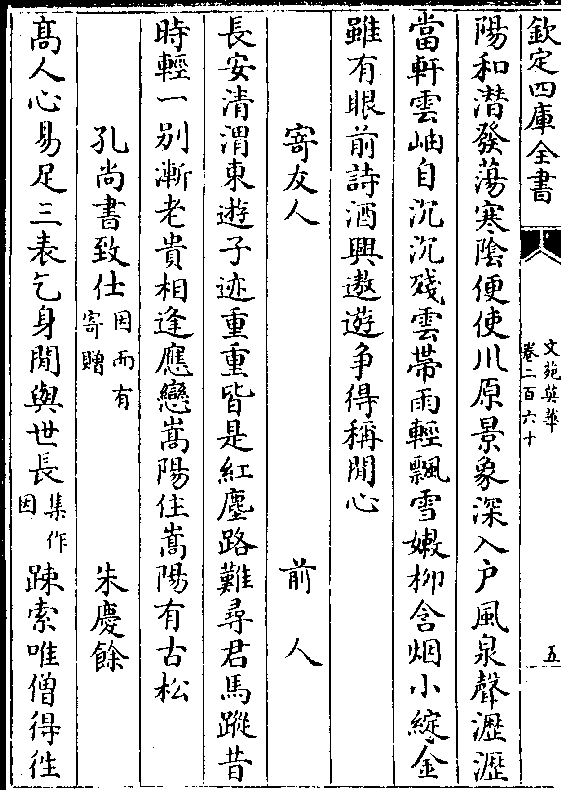 欽定四庫全書
文苑英華
卷二百六十
五
陽和潜發蕩寒陰便使川原景象深入户風泉聲瀝瀝
當軒雲岫自沉沉殘雲帶雨輕飄雪嫩柳含烟小綻金
雖有眼前詩酒興遨遊争得稱閒心
寄友人 前人
長安清渭東遊子迹重重皆是紅塵路難尋君馬蹤昔
時輕一别漸老貴相逢應戀嵩陽住嵩陽有古松
孔尚書致仕因而有寄贈 朱慶餘
髙人心易足三表乞身閒與世長集作因踈索唯僧得徃